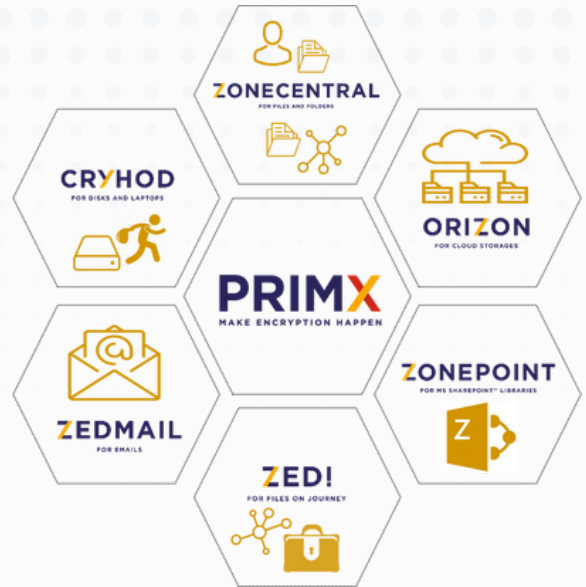 ZONECENTRAL
FOR FILES AND FOLDERS
CRYHOD
FOR DISKS AND LAPTOPS
ORIZON
FOR CLOUD STORAGES
PRIMX
MAKE ENCRYPTION HAPPEN
ZEDMAIL
FOR EMAILS
ZONEPOINT
FOR MS SHAREPOINT™ LIBRARIES
Z
ZED!
FOR FILES ON JOURNEY